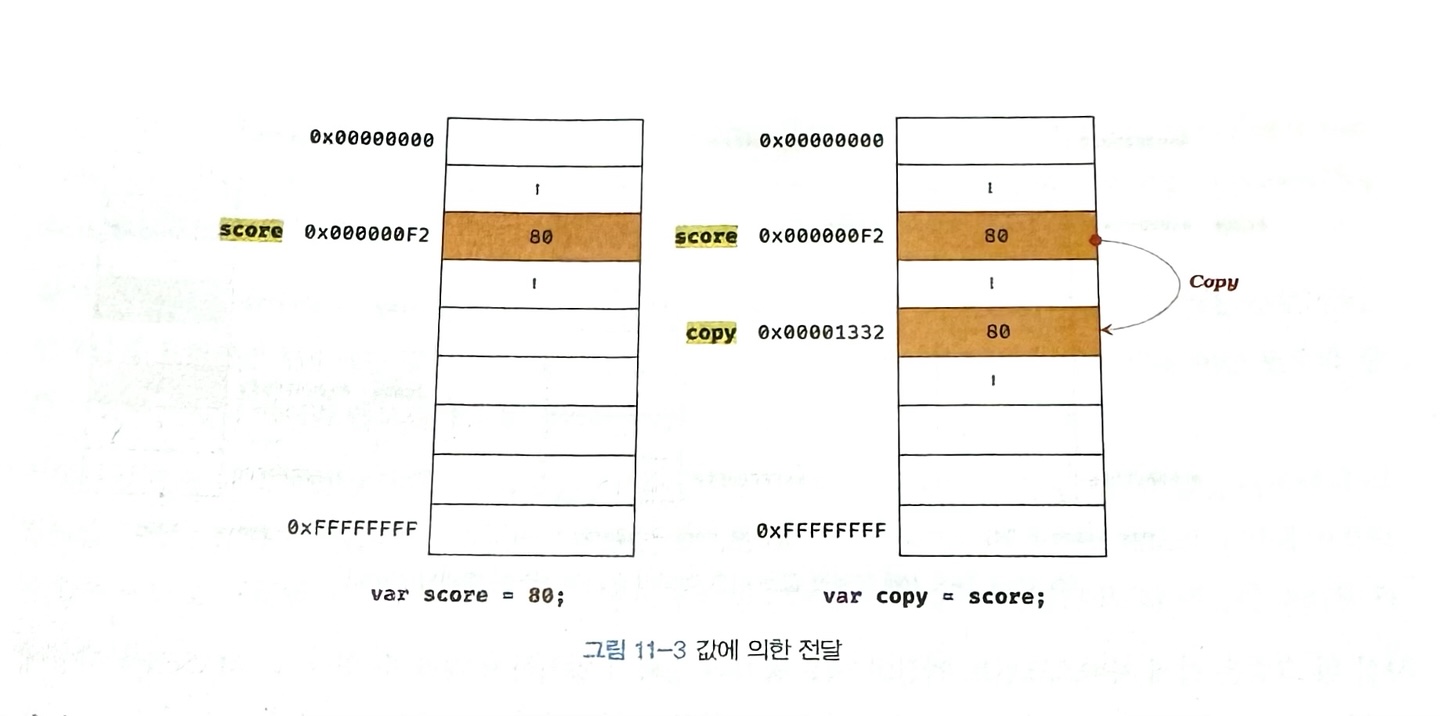 0x00000000
score 0x000000F2 80
0xFFFFFFFF
var score = 80;
0x00000000
score 0x000000F2 80
Copy
copy 0x00001332 80
0xFFFFFFFF
var copy = score;
그림 11-3 값에 의한 전달